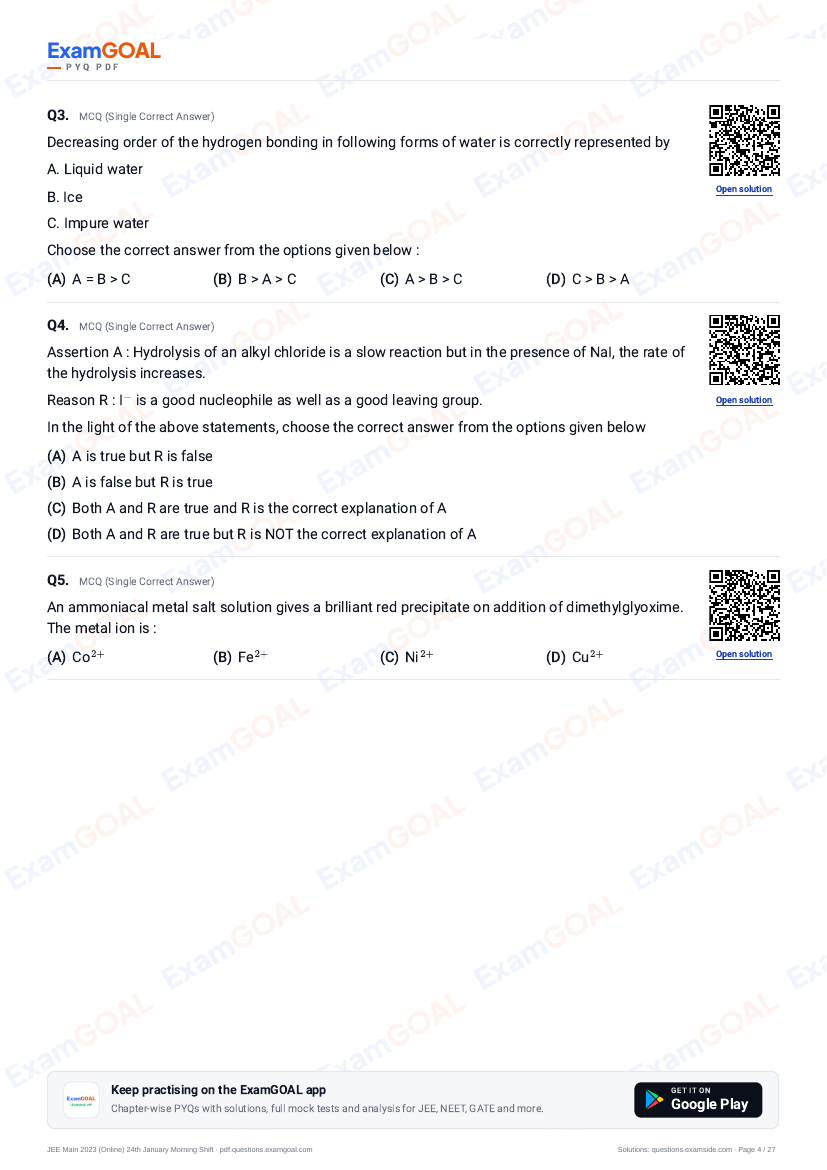 ExamGOAL
PYQ PDF
Q3. MCQ (Single Correct Answer)
Decreasing order of the hydrogen bonding in following forms of water is correctly represented by
A. Liquid water
B. Ice
C. Impure water
Choose the correct answer from the options given below :
(A) A = B > C (B) B > A > C (C) A > B > C (D) C > B > A
Open solution
Q4. MCQ (Single Correct Answer)
Assertion A : Hydrolysis of an alkyl chloride is a slow reaction but in the presence of NaI, the rate of
the hydrolysis increases.
Reason R : I⁻ is a good nucleophile as well as a good leaving group.
In the light of the above statements, choose the correct answer from the options given below
(A) A is true but R is false
(B) A is false but R is true
(C) Both A and R are true and R is the correct explanation of A
(D) Both A and R are true but R is NOT the correct explanation of A
Open solution
Q5. MCQ (Single Correct Answer)
An ammoniacal metal salt solution gives a brilliant red precipitate on addition of dimethylglyoxime.
The metal ion is :
(A) Co²⁺ (B) Fe²⁺ (C) Ni²⁺ (D) Cu²⁺
Open solution
ExamGOAL
Keep practising on the ExamGOAL app
Chapter-wise PYQs with solutions, full mock tests and analysis for JEE, NEET, GATE and more.
GET IT ON
Google Play
JEE Main 2023 (Online) 24th January Morning Shift · pdf.questions.examgoal.com
Solutions: questions.examside.com · Page 4 / 27